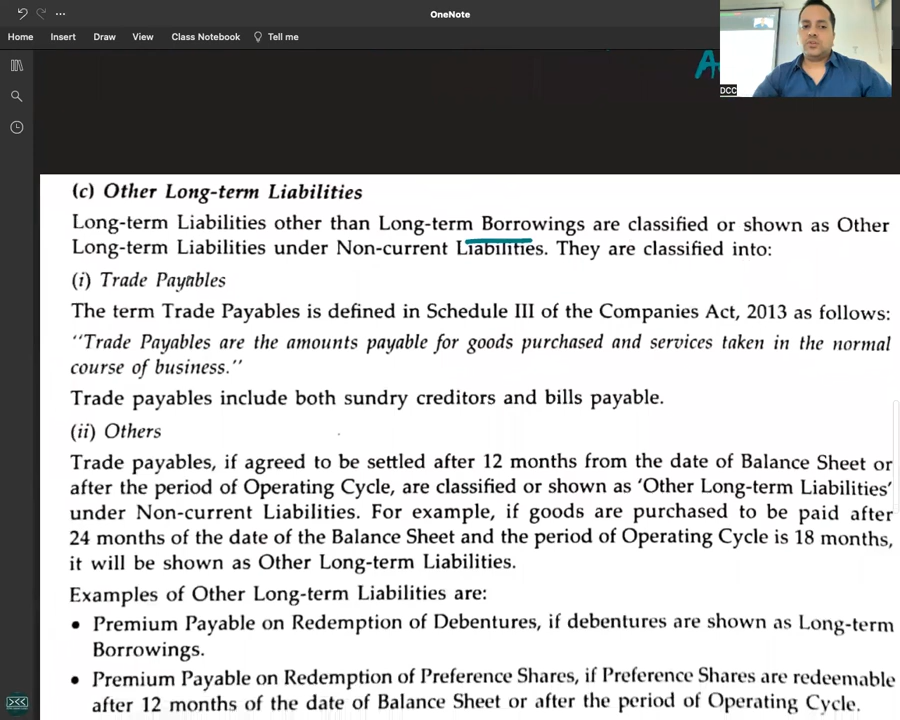 OneNote
Home Insert Draw View Class Notebook Tell me
DCC
(c) Other Long-term Liabilities
Long-term Liabilities other than Long-term Borrowings are classified or shown as Other
Long-term Liabilities under Non-current Liabilities. They are classified into:
(i) Trade Payables
The term Trade Payables is defined in Schedule III of the Companies Act, 2013 as follows:
"Trade Payables are the amounts payable for goods purchased and services taken in the normal
course of business."
Trade payables include both sundry creditors and bills payable.
(ii) Others
Trade payables, if agreed to be settled after 12 months from the date of Balance Sheet or
after the period of Operating Cycle, are classified or shown as 'Other Long-term Liabilities'
under Non-current Liabilities. For example, if goods are purchased to be paid after
24 months of the date of the Balance Sheet and the period of Operating Cycle is 18 months,
it will be shown as Other Long-term Liabilities.
Examples of Other Long-term Liabilities are:
• Premium Payable on Redemption of Debentures, if debentures are shown as Long-term
Borrowings.
• Premium Payable on Redemption of Preference Shares, if Preference Shares are redeemable
after 12 months of the date of Balance Sheet or after the period of Operating Cycle.